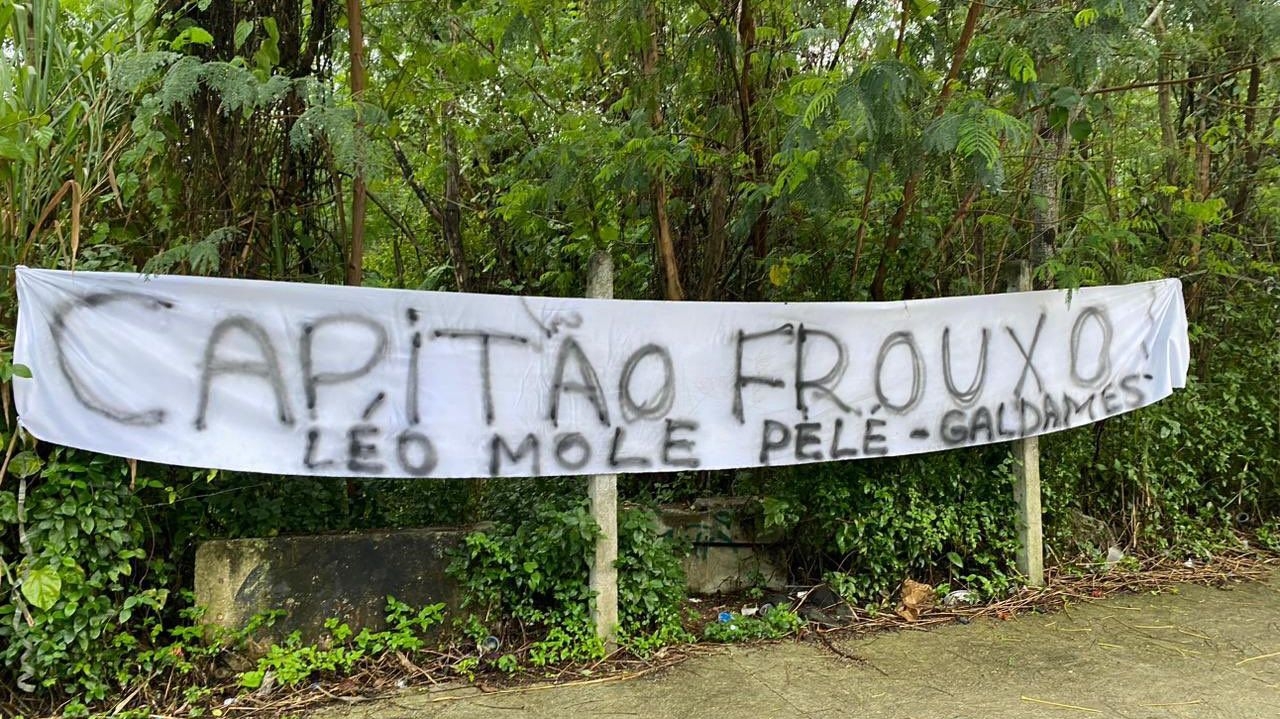 CAPiTÃO FROUXO!
LÉO MOLE PELÉ - GALDAMES